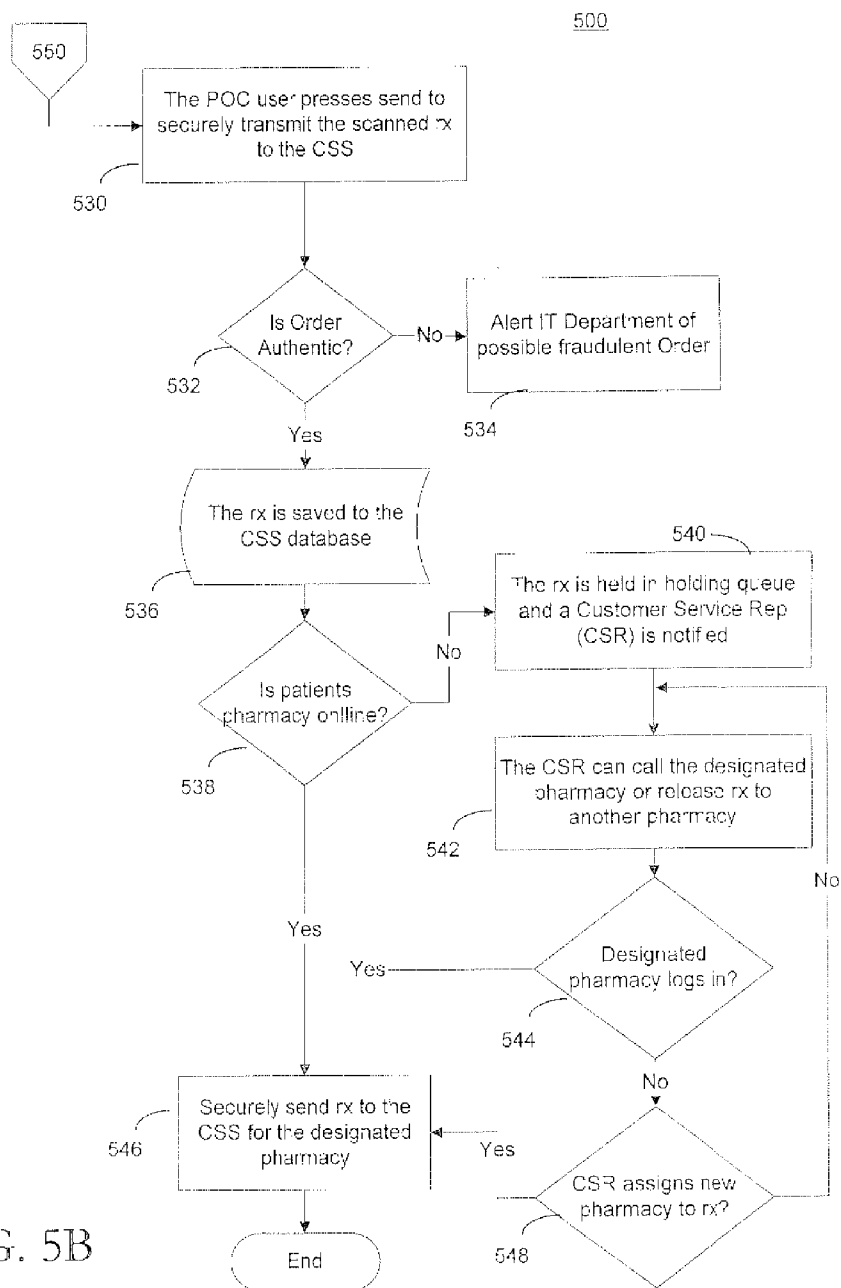 500
550
The POC user presses send to
securely transmit the scanned rx
to the CSS
530
Is Order
Authentic?
No
Alert IT Department of
possible fraudulent Order
532
534
Yes
The rx is saved to the
CSS database
536
540
The rx is held in holding queue
and a Customer Service Rep
(CSR) is notified
No
Is patients
pharmacy onlline?
538
The CSR can call the designated
pharmacy or release rx to
another pharmacy
542
No
Yes
Yes
Designated
pharmacy logs in?
544
No
Securely send rx to the
CSS for the designated
pharmacy
546
Yes
CSR assigns new
pharmacy to rx?
548
End
G. 5B